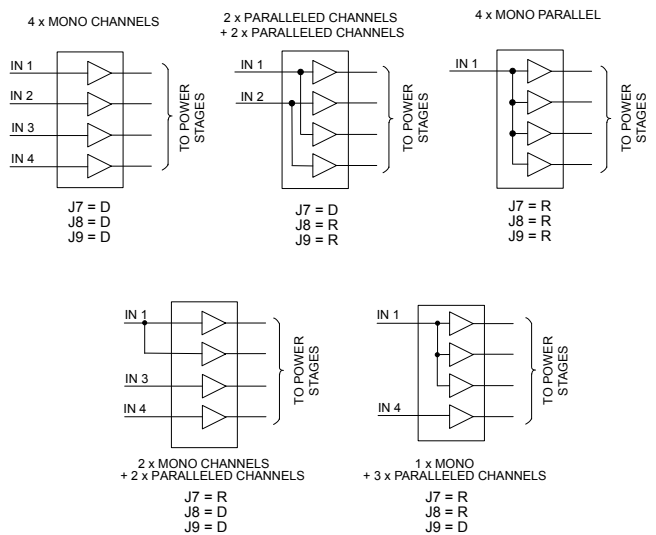 4 x MONO CHANNELS
IN 1
IN 2
IN 3
IN 4
TO POWER
STAGES
J7 = D
J8 = D
J9 = D
2 x PARALLELED CHANNELS
+ 2 x PARALLELED CHANNELS
IN 1
IN 2
TO POWER
STAGES
J7 = D
J8 = R
J9 = R
4 x MONO PARALLEL
IN 1
TO POWER
STAGES
J7 = R
J8 = R
J9 = R
IN 1
IN 3
IN 4
TO POWER
STAGES
2 x MONO CHANNELS
+ 2 x PARALLELED CHANNELS
J7 = R
J8 = D
J9 = D
IN 1
IN 4
TO POWER
STAGES
1 x MONO
+ 3 x PARALLELED CHANNELS
J7 = R
J8 = R
J9 = D